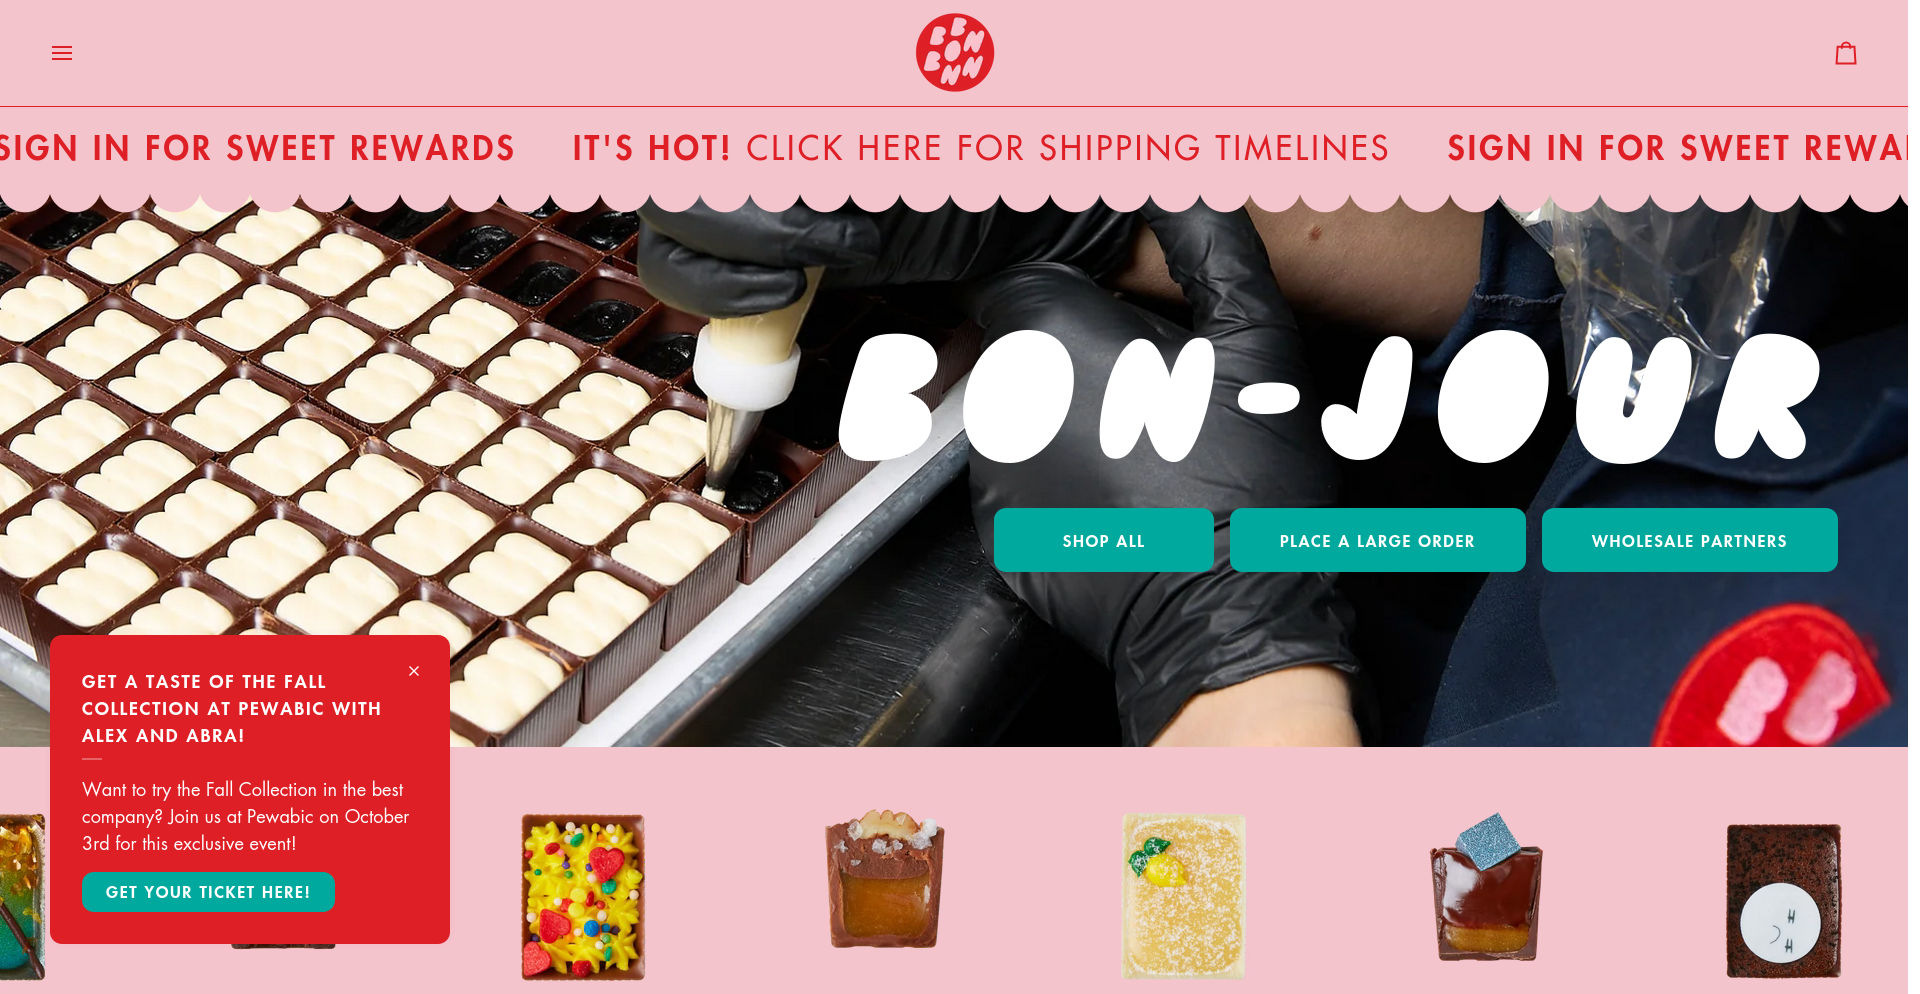 BON
BON
BON
SIGN IN FOR SWEET REWARDS IT'S HOT! CLICK HERE FOR SHIPPING TIMELINES SIGN IN FOR SWEET
BON-JOUR
SHOP ALL PLACE A LARGE ORDER WHOLESALE PARTNERS
GET A TASTE OF THE FALL
COLLECTION AT PEWABIC WITH
ALEX AND ABRA!
Want to try the Fall Collection in the best
company? Join us at Pewabic on October
3rd for this exclusive event!
GET YOUR TICKET HERE!